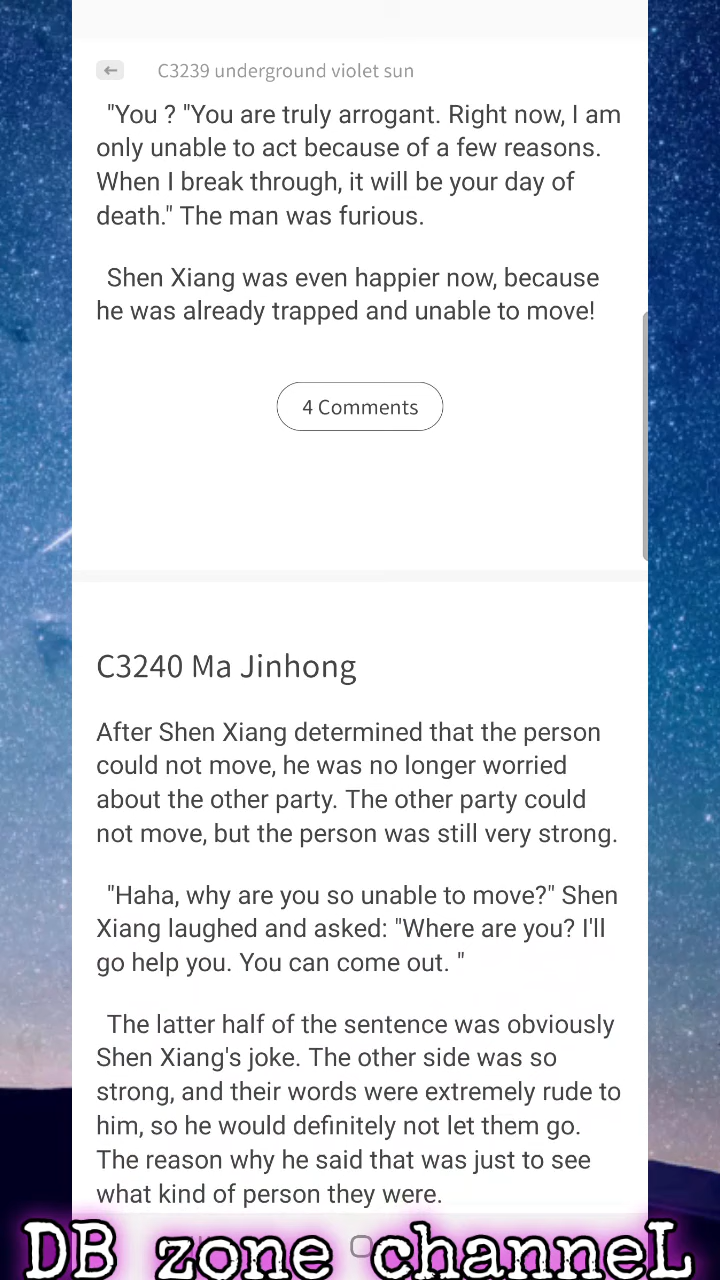 C3239 underground violet sun
"You ? "You are truly arrogant. Right now, I am
only unable to act because of a few reasons.
When I break through, it will be your day of
death." The man was furious.
Shen Xiang was even happier now, because
he was already trapped and unable to move!
4 Comments
C3240 Ma Jinhong
After Shen Xiang determined that the person
could not move, he was no longer worried
about the other party. The other party could
not move, but the person was still very strong.
"Haha, why are you so unable to move?" Shen
Xiang laughed and asked: "Where are you? I'll
go help you. You can come out. "
The latter half of the sentence was obviously
Shen Xiang's joke. The other side was so
strong, and their words were extremely rude to
him, so he would definitely not let them go.
The reason why he said that was just to see
what kind of person they were.
DB zone channeL